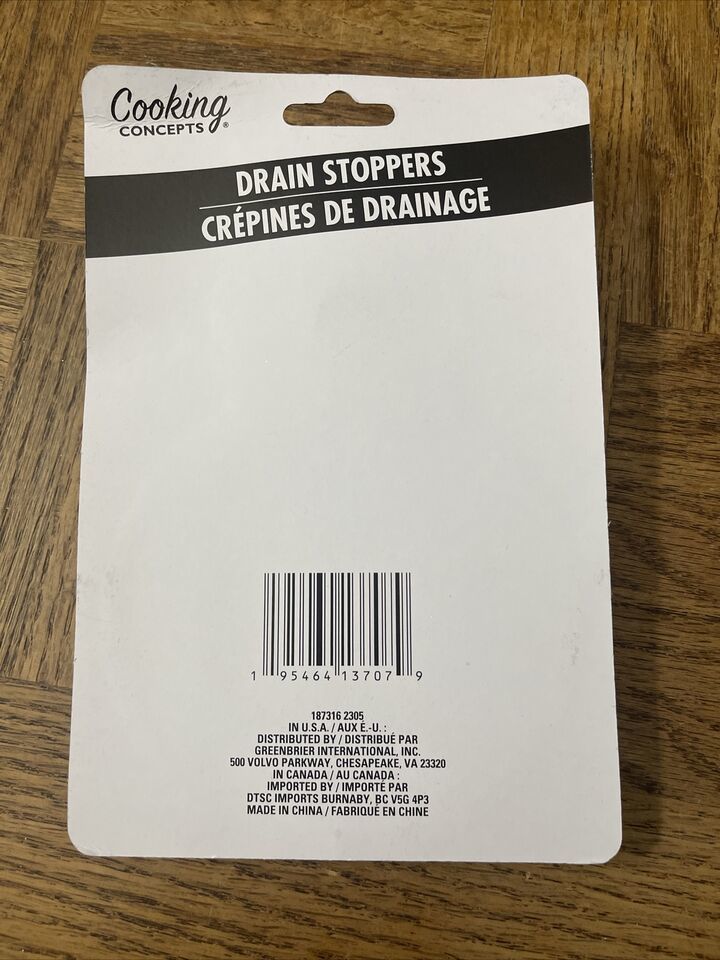 Cooking
CONCEPTS®
DRAIN STOPPERS
CRÉPINES DE DRAINAGE
1 95464 13707 9
187316 2305
IN U.S.A. / AUX É.-U. :
DISTRIBUTED BY / DISTRIBUÉ PAR
GREENBRIER INTERNATIONAL, INC.
500 VOLVO PARKWAY, CHESAPEAKE, VA 23320
IN CANADA / AU CANADA :
IMPORTED BY / IMPORTÉ PAR
DTSC IMPORTS BURNABY, BC V5G 4P3
MADE IN CHINA / FABRIQUÉ EN CHINE